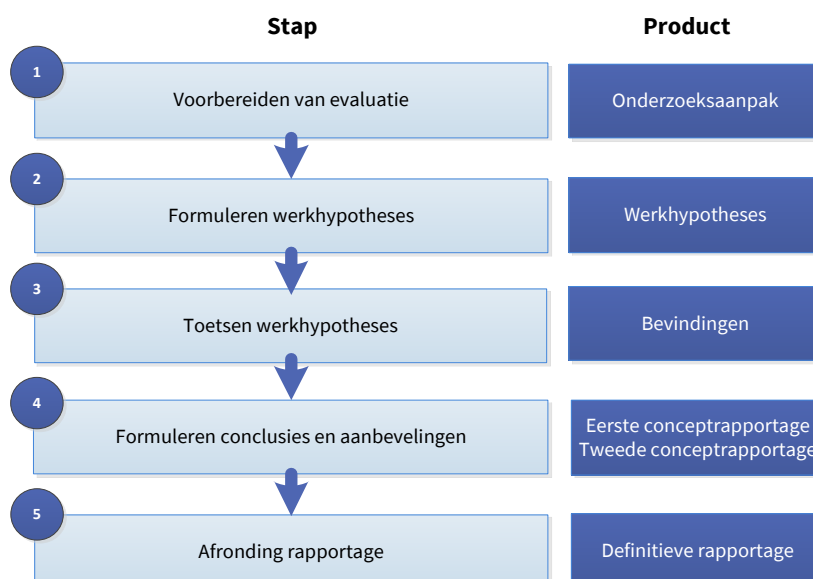 Stap Product
1
Voorbereiden van evaluatie Onderzoeksaanpak
2
Formuleren werkhypotheses Werkhypotheses
3
Toetsen werkhypotheses Bevindingen
4
Formuleren conclusies en aanbevelingen
Eerste conceptrapportage
Tweede conceptrapportage
5
Afronding rapportage Definitieve rapportage